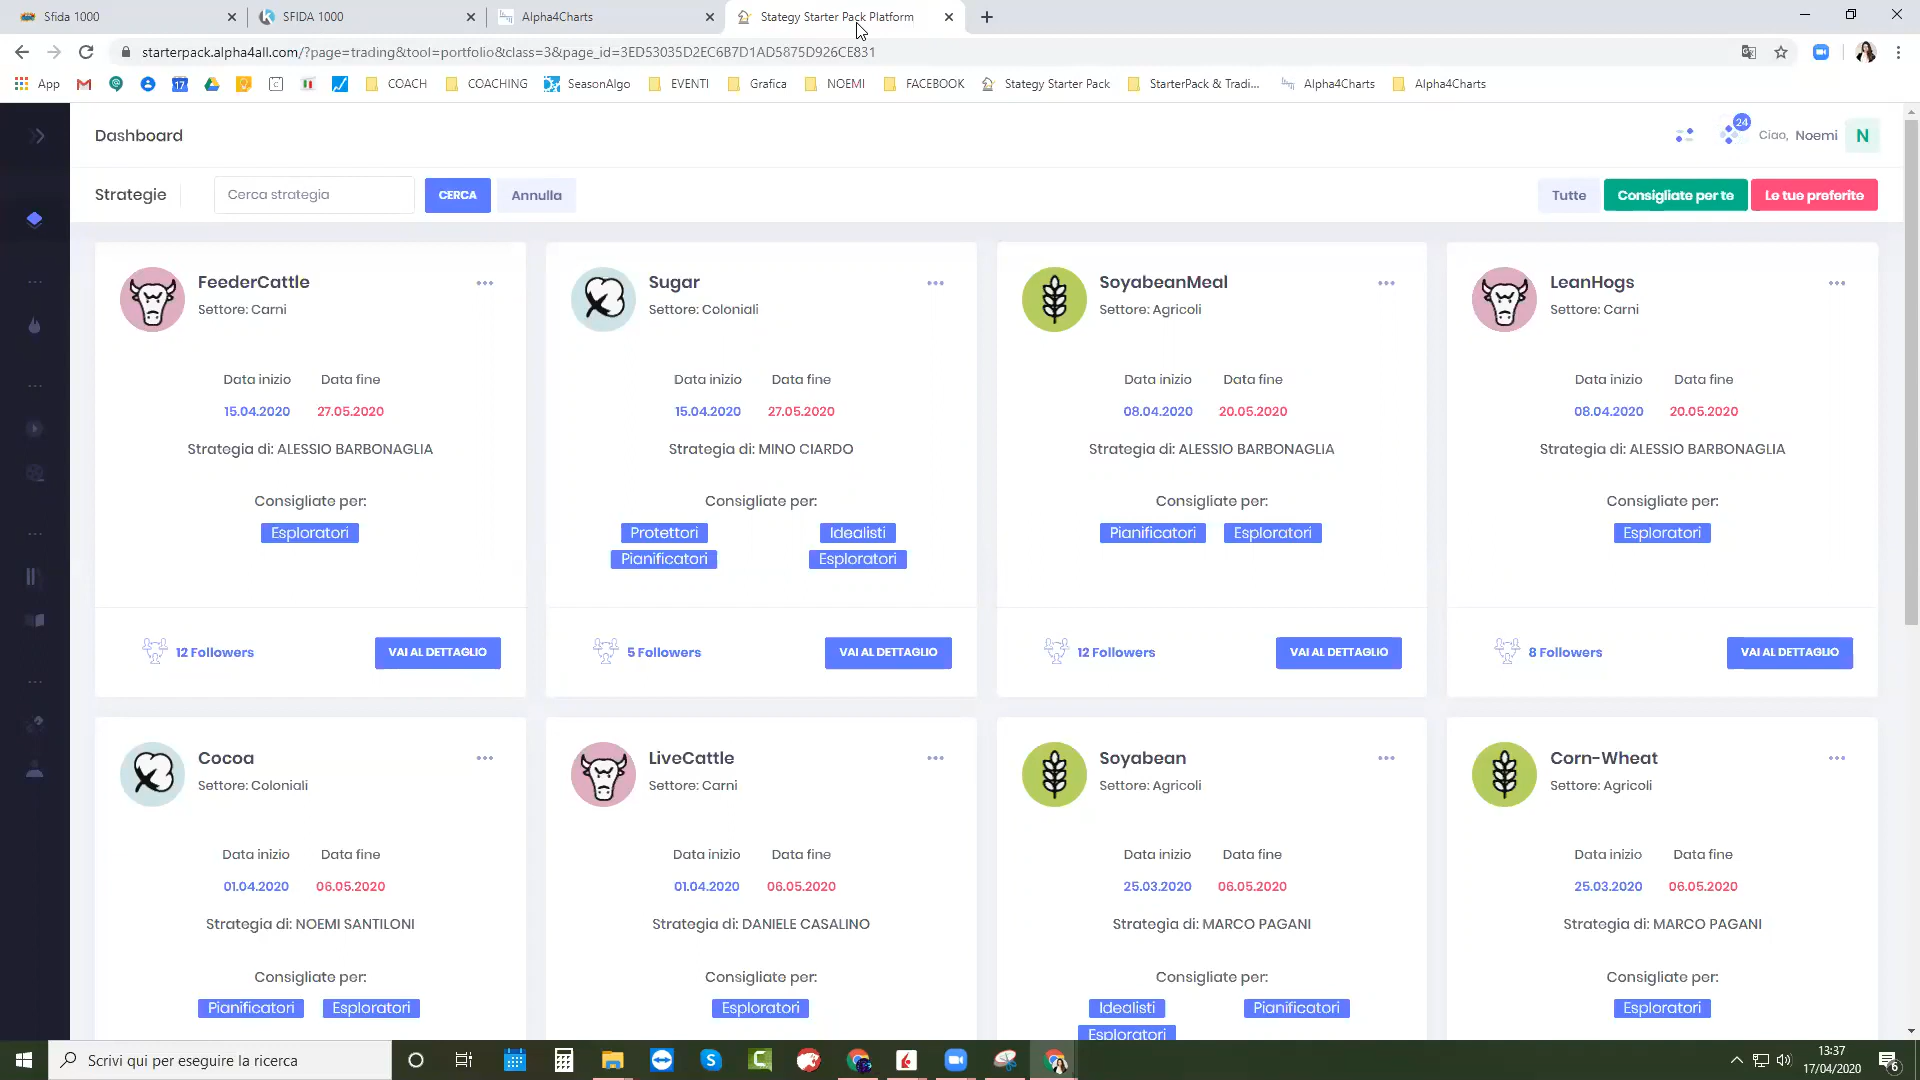 Sfida 1000
SFIDA 1000
Alpha4Charts
Stategy Starter Pack Platform
starterpack.alpha4all.com/?page=trading&tool=portfolio&class=3&page_id=3ED53035D2EC6B7D1AD5875D926CE831
App
17
COACH
COACHING
SeasonAlgo
EVENTI
Grafica
NOEMI
FACEBOOK
Stategy Starter Pack
StarterPack & Tradi...
Alpha4Charts
Alpha4Charts
Dashboard
24
Ciao, Noemi
N
Strategie
Cerca strategia
CERCA
Annulla
Tutte
Consigliate per te
Le tue preferite
FeederCattle
Settore: Carni
Data inizio Data fine
15.04.2020 27.05.2020
Strategia di: ALESSIO BARBONAGLIA
Consigliate per:
Esploratori
12 Followers
VAI AL DETTAGLIO
Sugar
Settore: Coloniali
Data inizio Data fine
15.04.2020 27.05.2020
Strategia di: MINO CIARDO
Consigliate per:
Protettori Idealisti
Pianificatori Esploratori
5 Followers
VAI AL DETTAGLIO
SoyabeanMeal
Settore: Agricoli
Data inizio Data fine
08.04.2020 20.05.2020
Strategia di: ALESSIO BARBONAGLIA
Consigliate per:
Pianificatori Esploratori
12 Followers
VAI AL DETTAGLIO
LeanHogs
Settore: Carni
Data inizio Data fine
08.04.2020 20.05.2020
Strategia di: ALESSIO BARBONAGLIA
Consigliate per:
Esploratori
8 Followers
VAI AL DETTAGLIO
Cocoa
Settore: Coloniali
Data inizio Data fine
01.04.2020 06.05.2020
Strategia di: NOEMI SANTILONI
Consigliate per:
Pianificatori Esploratori
LiveCattle
Settore: Carni
Data inizio Data fine
01.04.2020 06.05.2020
Strategia di: DANIELE CASALINO
Consigliate per:
Esploratori
Soyabean
Settore: Agricoli
Data inizio Data fine
25.03.2020 06.05.2020
Strategia di: MARCO PAGANI
Consigliate per:
Idealisti Pianificatori
Esploratori
Corn-Wheat
Settore: Agricoli
Data inizio Data fine
25.03.2020 06.05.2020
Strategia di: MARCO PAGANI
Consigliate per:
Esploratori
Scrivi qui per eseguire la ricerca
13:37
17/04/2020
6